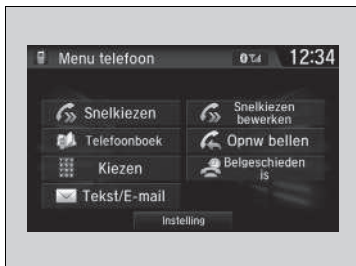 Menu telefoon 12:34
Snelkiezen
Snelkiezen
bewerken
Telefoonboek
Opnw bellen
Kiezen
Belgeschieden
is
Tekst/E-mail
Instelling